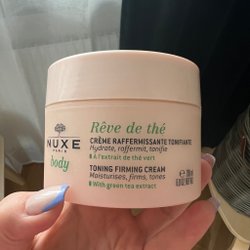 NUXE
PARIS
body
Rêve de thé
CRÈME RAFFERMISSANTE TONIFIANTE
Hydrate, raffermit, tonifie
À l'extrait de thé vert
TONING FIRMING CREAM
Moisturises, firms, tones
With green tea extract